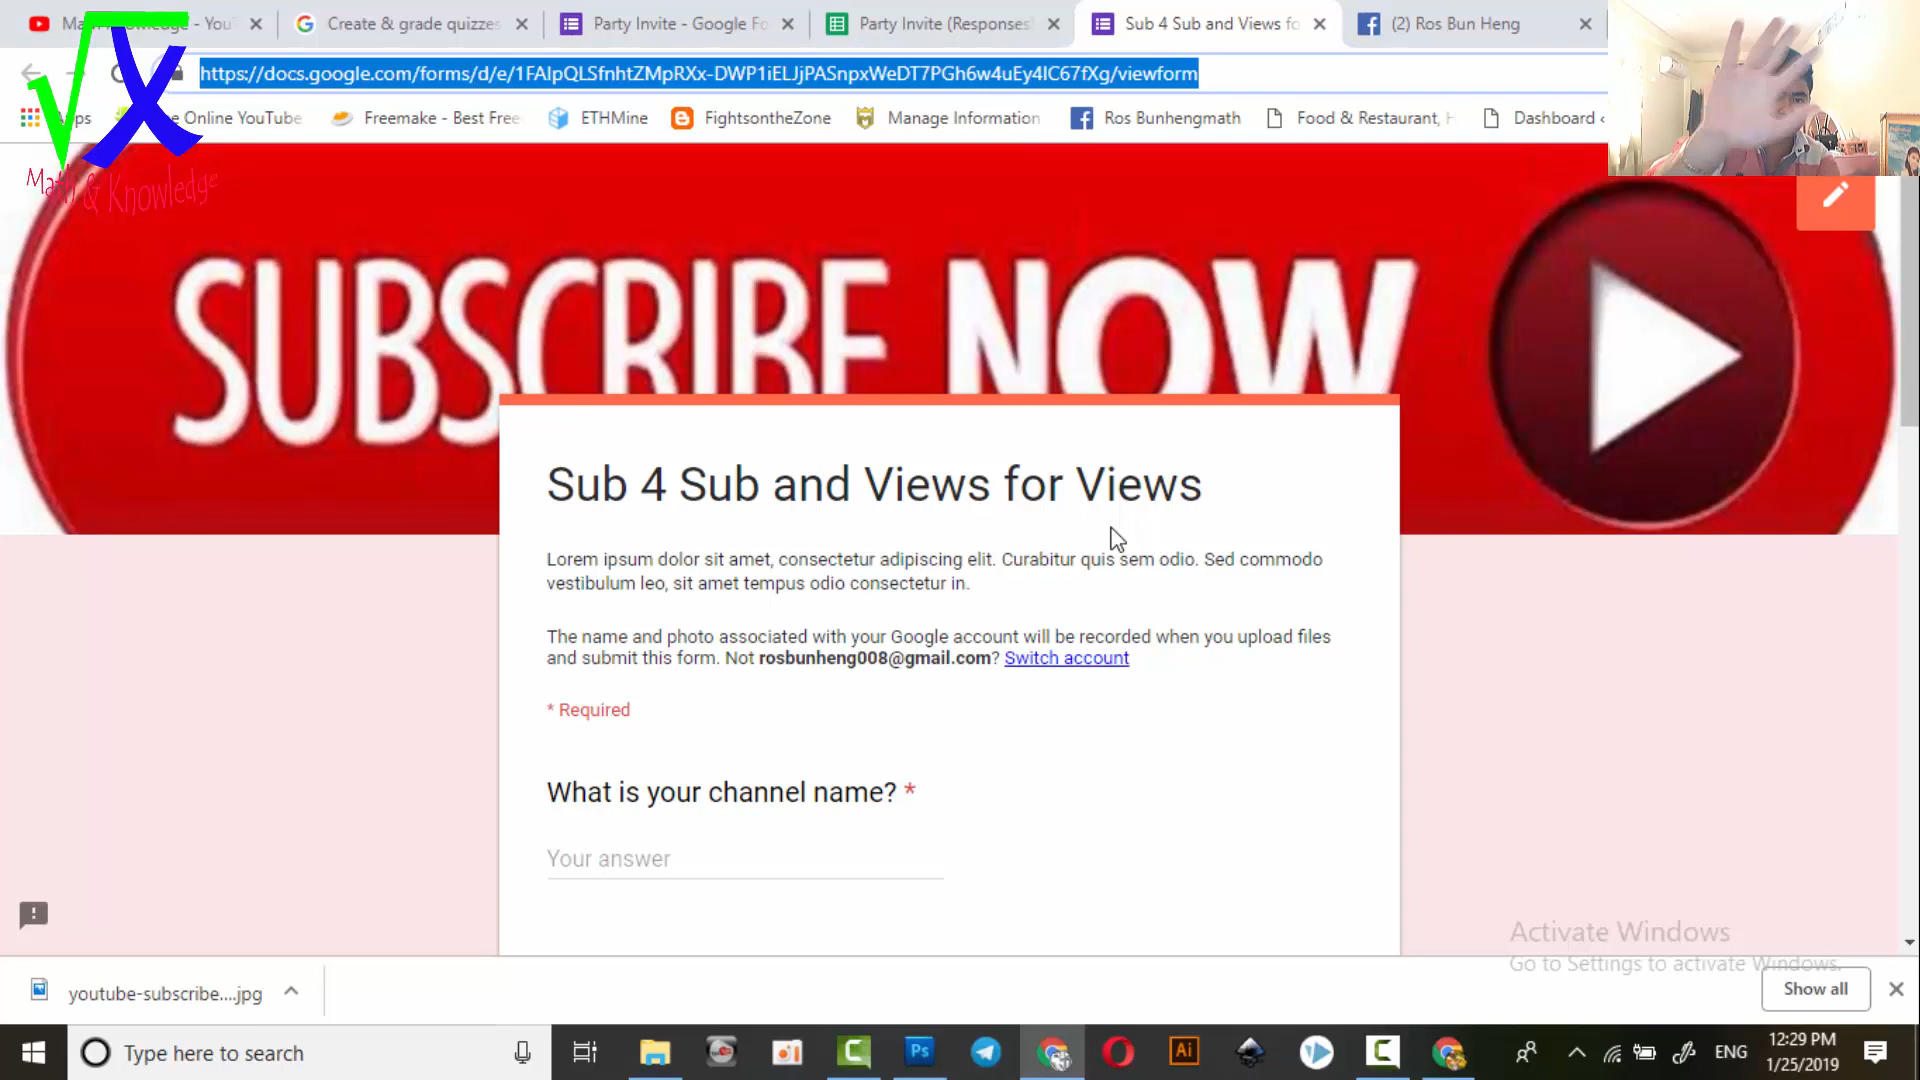 Create & grade quizzes
Party Invite - Google Fo
Party Invite (Responses)
Sub 4 Sub and Views fo
(2) Ros Bun Heng
https://docs.google.com/forms/d/e/1FAIpQLSfnhtZMpRXx-DWP1iELJjPASnpxWeDT7PGh6w4uEy4IC67fXg/viewform
Online YouTube
Freemake - Best Free
ETHMine
FightsontheZone
Manage Information
Ros Bunhengmath
Food & Restaurant,
Dashboard
Math & Knowledge
SUBSCRIBE NOW
Sub 4 Sub and Views for Views
Lorem ipsum dolor sit amet, consectetur adipiscing elit. Curabitur quis sem odio. Sed commodo
vestibulum leo, sit amet tempus odio consectetur in.
The name and photo associated with your Google account will be recorded when you upload files
and submit this form. Not rosbunheng008@gmail.com? Switch account
* Required
What is your channel name? *
Your answer
Activate Windows
Go to Settings to activate Windows.
youtube-subscribe....jpg
Show all
Type here to search
Ps
Ai
ENG
12:29 PM
1/25/2019